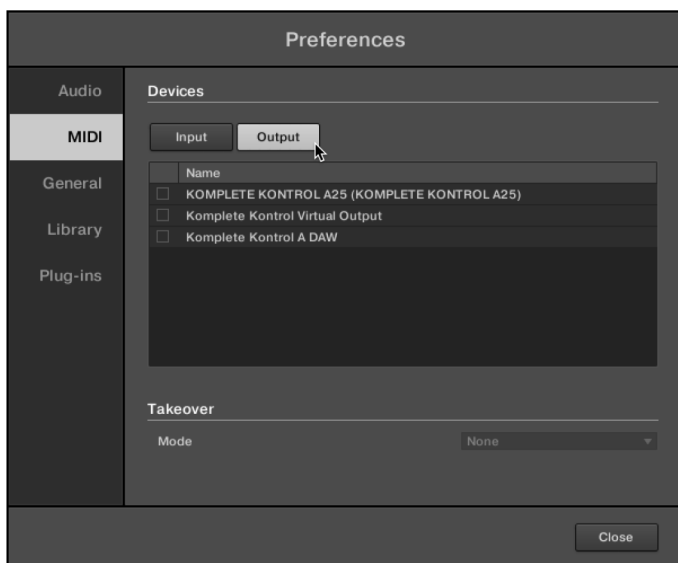 Preferences
Audio
MIDI
General
Library
Plug-ins
Devices
Input Output
Name
KOMPLETE KONTROL A25 (KOMPLETE KONTROL A25)
Komplete Kontrol Virtual Output
Komplete Kontrol A DAW
Takeover
Mode None
Close